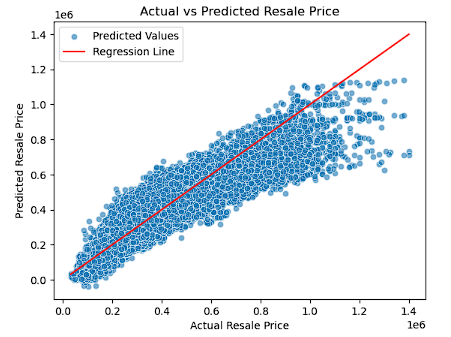 Actual vs Predicted Resale Price
1e6
Predicted Values
Regression Line
1.4
1.2
1.0
0.8
0.6
0.4
0.2
0.0
Predicted Resale Price
0.0 0.2 0.4 0.6 0.8 1.0 1.2 1.4
1e6
Actual Resale Price